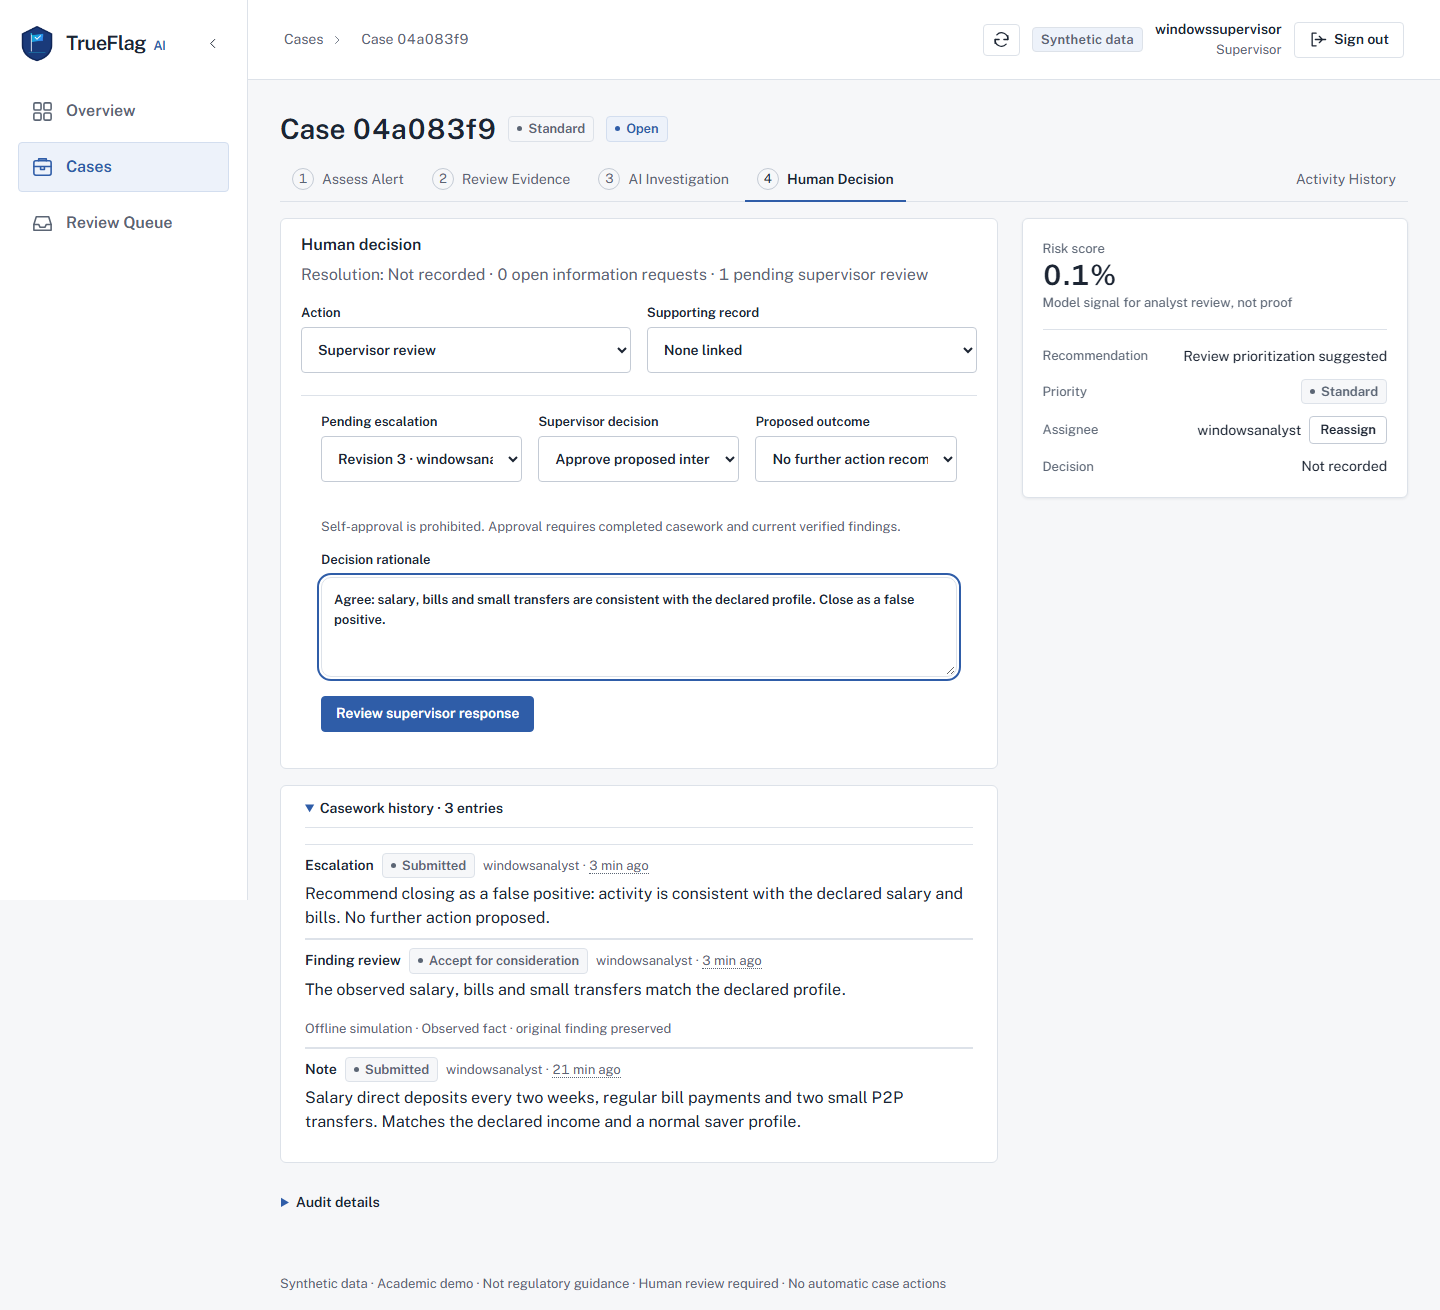 TrueFlag AI
Overview
Cases
Review Queue
Cases
Case 04a083f9
Synthetic data
windowssupervisor
Supervisor
Sign out
Case 04a083f9
Standard
Open
1 Assess Alert
2 Review Evidence
3 AI Investigation
4 Human Decision
Activity History
Human decision
Resolution: Not recorded · 0 open information requests · 1 pending supervisor review
Action
Supporting record
Supervisor review
None linked
Pending escalation
Supervisor decision
Proposed outcome
Revision 3 · windowsana
Approve proposed inter
No further action recom
Self-approval is prohibited. Approval requires completed casework and current verified findings.
Decision rationale
Agree: salary, bills and small transfers are consistent with the declared profile. Close as a false
positive.
Review supervisor response
Risk score
0.1%
Model signal for analyst review, not proof
Recommendation Review prioritization suggested
Priority Standard
Assignee windowsanalyst Reassign
Decision Not recorded
Casework history · 3 entries
Escalation Submitted windowsanalyst · 3 min ago
Recommend closing as a false positive: activity is consistent with the declared salary and
bills. No further action proposed.
Finding review Accept for consideration windowsanalyst · 3 min ago
The observed salary, bills and small transfers match the declared profile.
Offline simulation · Observed fact · original finding preserved
Note Submitted windowsanalyst · 21 min ago
Salary direct deposits every two weeks, regular bill payments and two small P2P
transfers. Matches the declared income and a normal saver profile.
Audit details
Synthetic data · Academic demo · Not regulatory guidance · Human review required · No automatic case actions